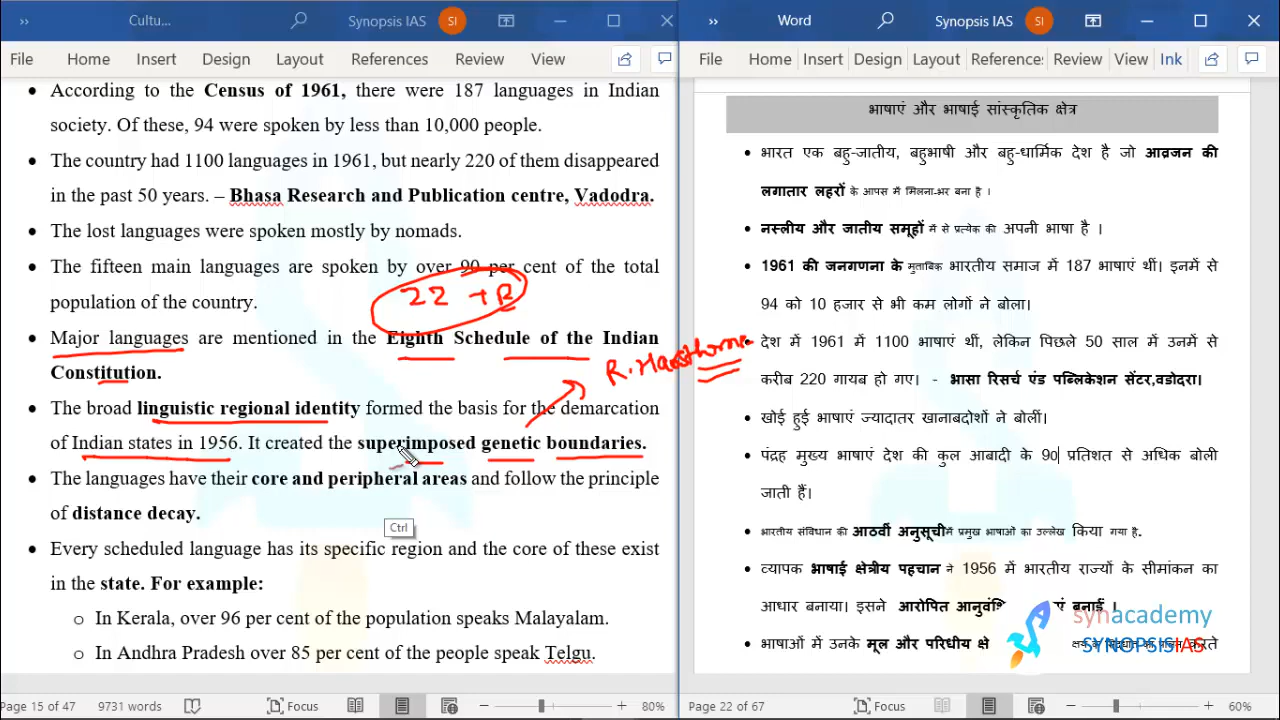 »
Cultu...
Synopsis IAS
SI
File
Home
Insert
Design
Layout
References
Review
View
• According to the Census of 1961, there were 187 languages in Indian
society. Of these, 94 were spoken by less than 10,000 people.
• The country had 1100 languages in 1961, but nearly 220 of them disappeared
in the past 50 years. – Bhasa Research and Publication centre, Vadodra.
• The lost languages were spoken mostly by nomads.
• The fifteen main languages are spoken by over 90 per cent of the total
population of the country.
22 + R
• Major languages are mentioned in the Eighth Schedule of the Indian
Constitution.
R. Harsthorne
• The broad linguistic regional identity formed the basis for the demarcation
of Indian states in 1956. It created the superimposed genetic boundaries.
• The languages have their core and peripheral areas and follow the principle
of distance decay.
Ctrl
• Every scheduled language has its specific region and the core of these exist
in the state. For example:
o In Kerala, over 96 per cent of the population speaks Malayalam.
o In Andhra Pradesh over 85 per cent of the people speak Telgu.
Page 15 of 47
9731 words
Focus
80%
»
Word
Synopsis IAS
SI
File
Home
Insert
Design
Layout
References
Review
View
Ink
भाषाएं और भाषाई सांस्कृतिक क्षेत्र
• भारत एक बहु-जातीय, बहुभाषी और बहु-धार्मिक देश है जो आव्रजन की
लगातार लहरों के आपस में मिलना-भर बना है ।
• नस्लीय और जातीय समूहों में से प्रत्येक की अपनी भाषा है ।
• 1961 की जनगणना के मुताबिक भारतीय समाज में 187 भाषाएं थीं। इनमें से
94 को 10 हजार से भी कम लोगों ने बोला।
• देश में 1961 में 1100 भाषाएं थीं, लेकिन पिछले 50 साल में उनमें से
करीब 220 गायब हो गए। - भासा रिसर्च एंड पब्लिकेशन सेंटर,वडोदरा।
• खोई हुई भाषाएं ज्यादातर खानाबदोशों ने बोलीं।
• पंद्रह मुख्य भाषाएं देश की कुल आबादी के 90 प्रतिशत से अधिक बोली
जाती हैं।
• भारतीय संविधान की आठवीं अनुसूची में प्रमुख भाषाओं का उल्लेख किया गया है.
• व्यापक भाषाई क्षेत्रीय पहचान ने 1956 में भारतीय राज्यों के सीमांकन का
आधार बनाया। इसने आरोपित बनाईं ।
• भाषाओं में उनके मूल और परिधीय करते
synacademy
SYNOPSISIAS
Page 22 of 67
Focus
60%